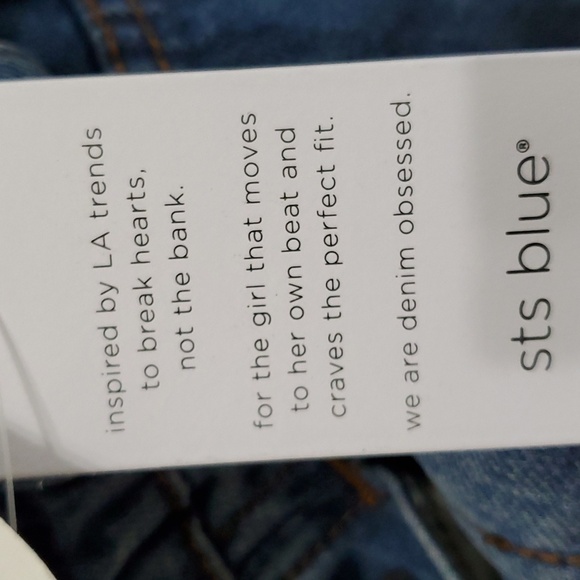 inspired by LA trends
to break hearts,
not the bank.
for the girl that moves
to her own beat and
craves the perfect fit.
we are denim obsessed.
sts blue®